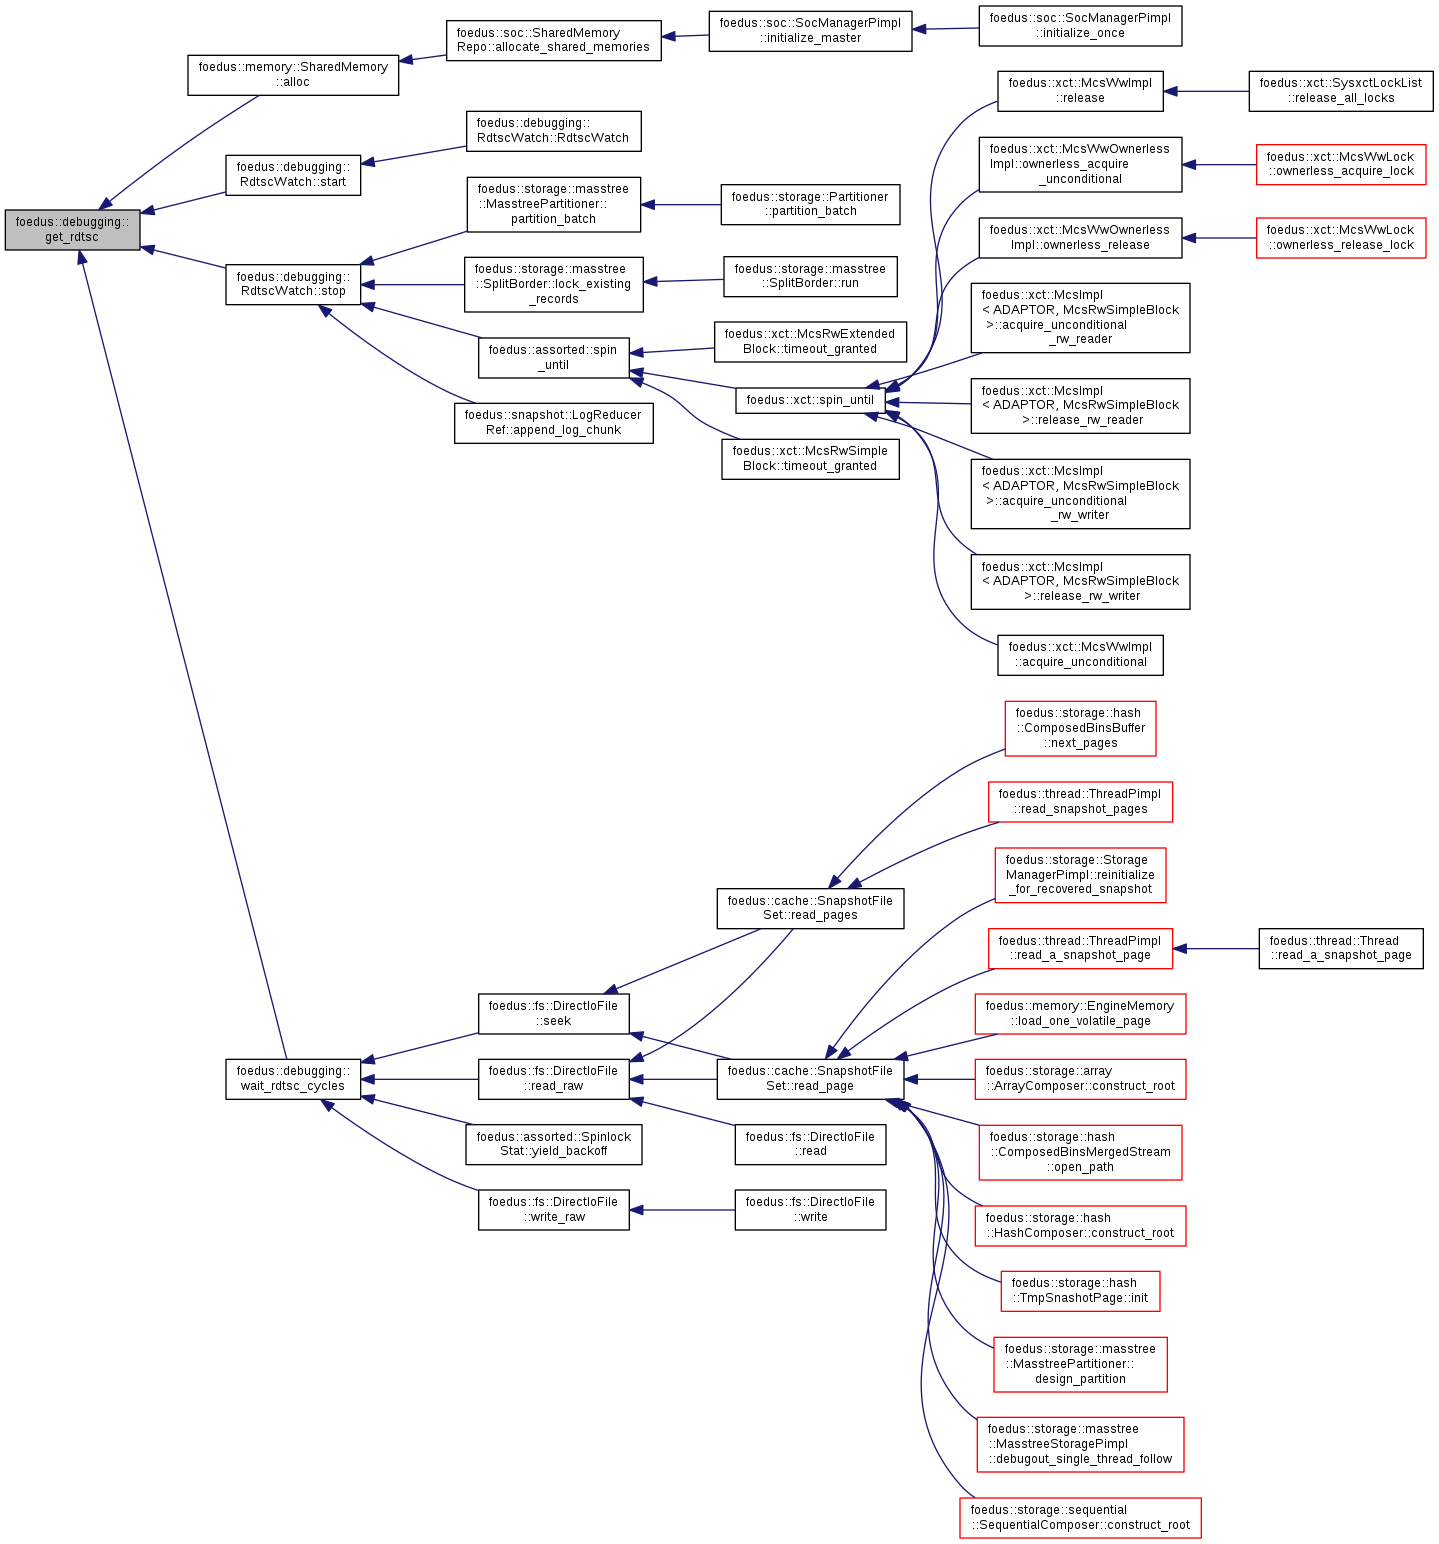 foedus::debugging::
get_rdtsc
foedus::memory::SharedMemory
::alloc
foedus::soc::SharedMemory
Repo::allocate_shared_memories
foedus::soc::SocManagerPimpl
::initialize_master
foedus::soc::SocManagerPimpl
::initialize_once
foedus::debugging::
RdtscWatch::start
foedus::debugging::
RdtscWatch::RdtscWatch
foedus::debugging::
RdtscWatch::stop
foedus::storage::masstree
::MasstreePartitioner::
partition_batch
foedus::storage::Partitioner
::partition_batch
foedus::storage::masstree
::SplitBorder::lock_existing
_records
foedus::storage::masstree
::SplitBorder::run
foedus::assorted::spin
_until
foedus::xct::McsRwExtended
Block::timeout_granted
foedus::xct::spin_until
foedus::xct::McsRwSimple
Block::timeout_granted
foedus::snapshot::LogReducer
Ref::append_log_chunk
foedus::xct::McsWwImpl
::release
foedus::xct::SysxctLockList
::release_all_locks
foedus::xct::McsWwOwnerless
Impl::ownerless_acquire
_unconditional
foedus::xct::McsWwLock
::ownerless_acquire_lock
foedus::xct::McsWwOwnerless
Impl::ownerless_release
foedus::xct::McsWwLock
::ownerless_release_lock
foedus::xct::McsImpl
< ADAPTOR, McsRwSimpleBlock
>::acquire_unconditional
_rw_reader
foedus::xct::McsImpl
< ADAPTOR, McsRwSimpleBlock
>::release_rw_reader
foedus::xct::McsImpl
< ADAPTOR, McsRwSimpleBlock
>::acquire_unconditional
_rw_writer
foedus::xct::McsImpl
< ADAPTOR, McsRwSimpleBlock
>::release_rw_writer
foedus::xct::McsWwImpl
::acquire_unconditional
foedus::debugging::
wait_rdtsc_cycles
foedus::fs::DirectIoFile
::seek
foedus::fs::DirectIoFile
::read_raw
foedus::assorted::Spinlock
Stat::yield_backoff
foedus::fs::DirectIoFile
::write_raw
foedus::cache::SnapshotFile
Set::read_pages
foedus::cache::SnapshotFile
Set::read_page
foedus::fs::DirectIoFile
::read
foedus::fs::DirectIoFile
::write
foedus::storage::hash
::ComposedBinsBuffer
::next_pages
foedus::thread::ThreadPimpl
::read_snapshot_pages
foedus::storage::Storage
ManagerPimpl::reinitialize
_for_recovered_snapshot
foedus::thread::ThreadPimpl
::read_a_snapshot_page
foedus::thread::Thread
::read_a_snapshot_page
foedus::memory::EngineMemory
::load_one_volatile_page
foedus::storage::array
::ArrayComposer::construct_root
foedus::storage::hash
::ComposedBinsMergedStream
::open_path
foedus::storage::hash
::HashComposer::construct_root
foedus::storage::hash
::TmpSnashotPage::init
foedus::storage::masstree
::MasstreePartitioner::
design_partition
foedus::storage::masstree
::MasstreeStoragePimpl
::debugout_single_thread_follow
foedus::storage::sequential
::SequentialComposer::construct_root